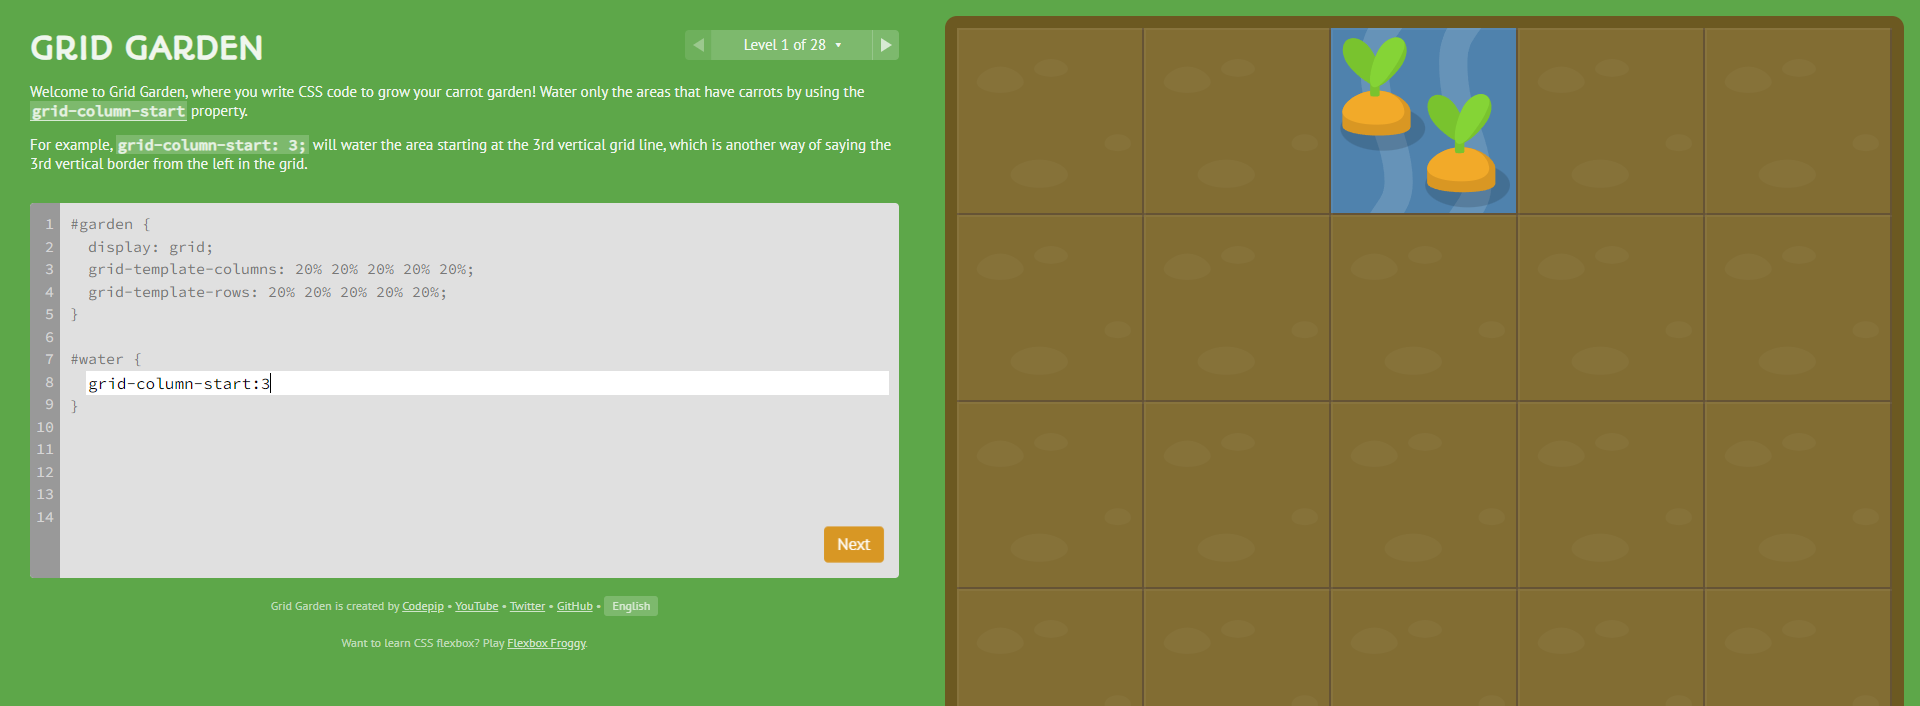 GRID GARDEN
◀ Level 1 of 28 ▾ ▶
Welcome to Grid Garden, where you write CSS code to grow your carrot garden! Water only the areas that have carrots by using the
grid-column-start property.
For example, grid-column-start: 3; will water the area starting at the 3rd vertical grid line, which is another way of saying the
3rd vertical border from the left in the grid.
1 #garden {
2 display: grid;
3 grid-template-columns: 20% 20% 20% 20% 20%;
4 grid-template-rows: 20% 20% 20% 20% 20%;
5 }
6
7 #water {
8 grid-column-start:3
9 }
10
11
12
13
14
Next
Grid Garden is created by Codepip • YouTube • Twitter • GitHub • English
Want to learn CSS flexbox? Play Flexbox Froggy.